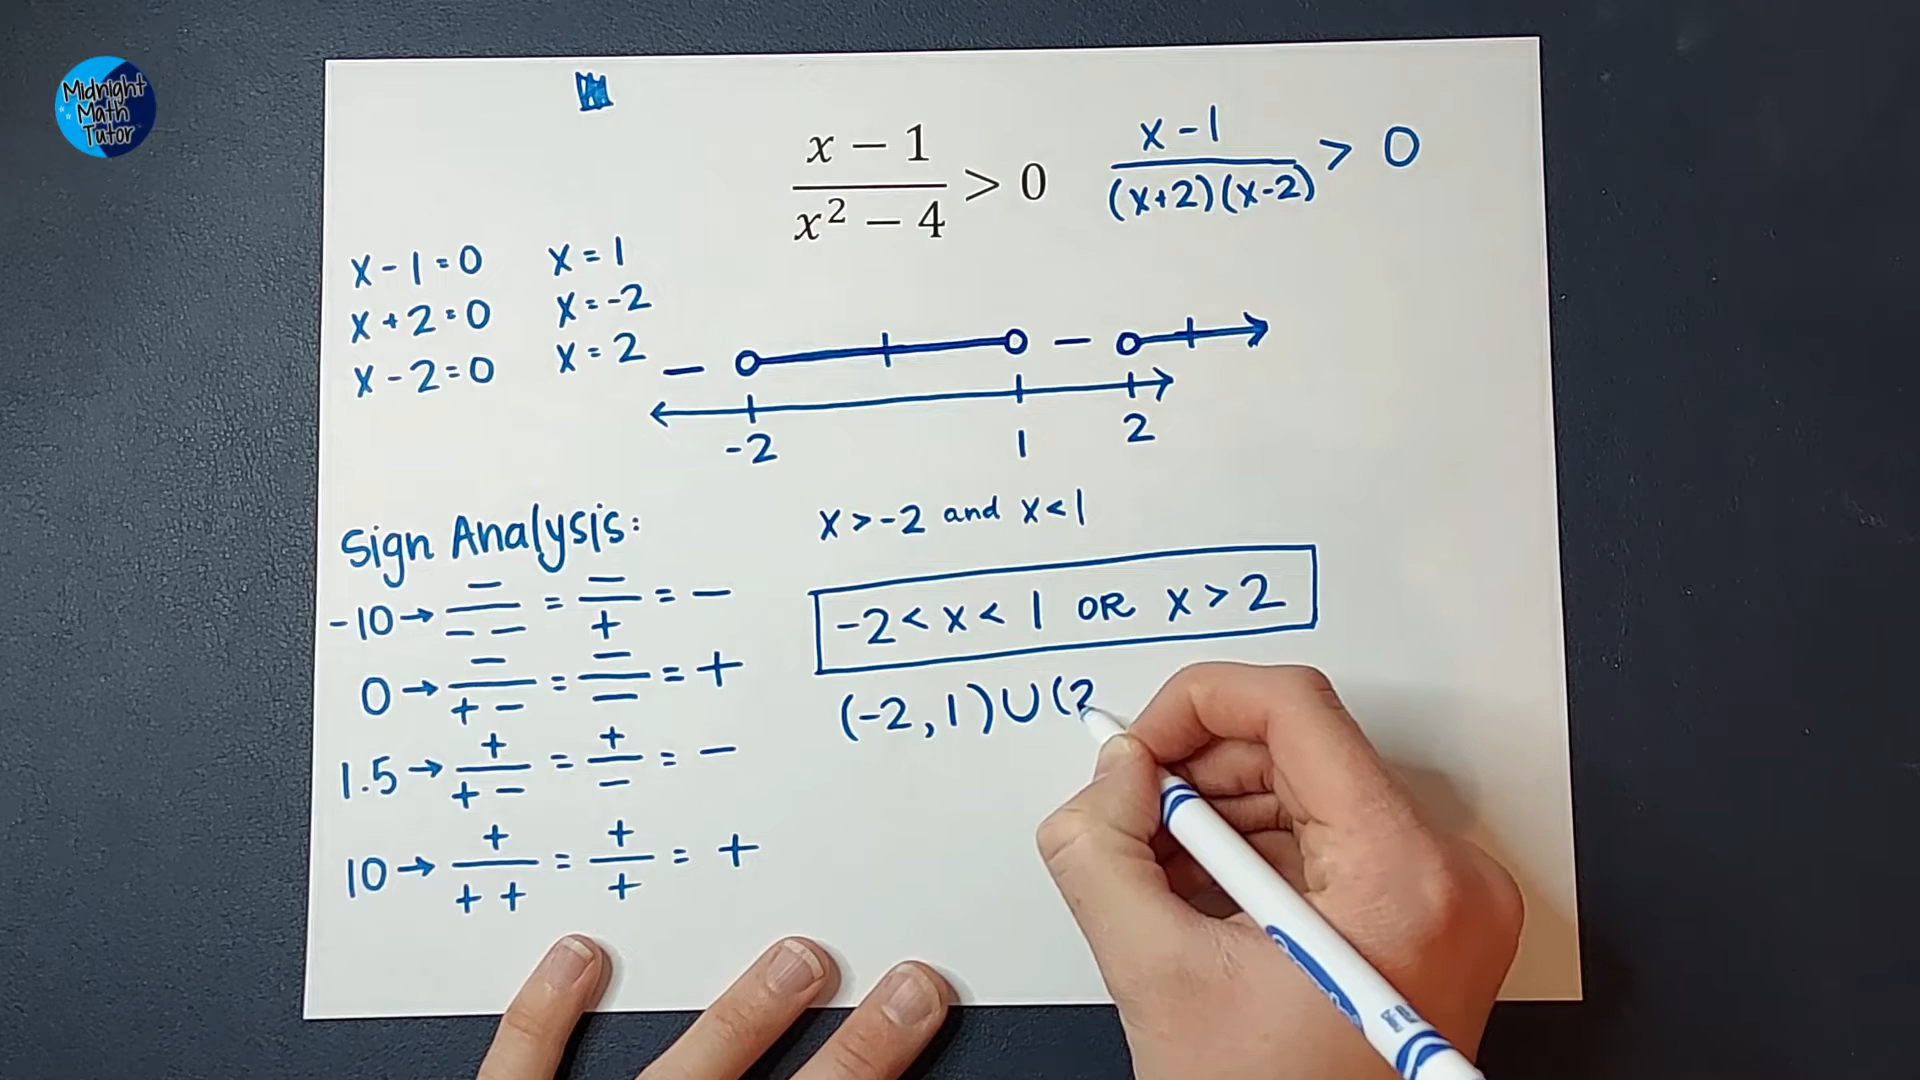 Midnight
Math
Tutor
x − 1
x² − 4
> 0
x - 1
(x+2)(x-2)
> 0
x - 1 = 0 x = 1
x + 2 = 0 x = -2
x - 2 = 0 x = 2
− + − +
-2 1 2
Sign Analysis:
-10 → − / − − = − / + = −
0 → − / + − = − / − = +
1.5 → + / + − = + / − = −
10 → + / + + = + / + = +
x > -2 and x < 1
-2 < x < 1 OR x > 2
(-2, 1) ∪ (2